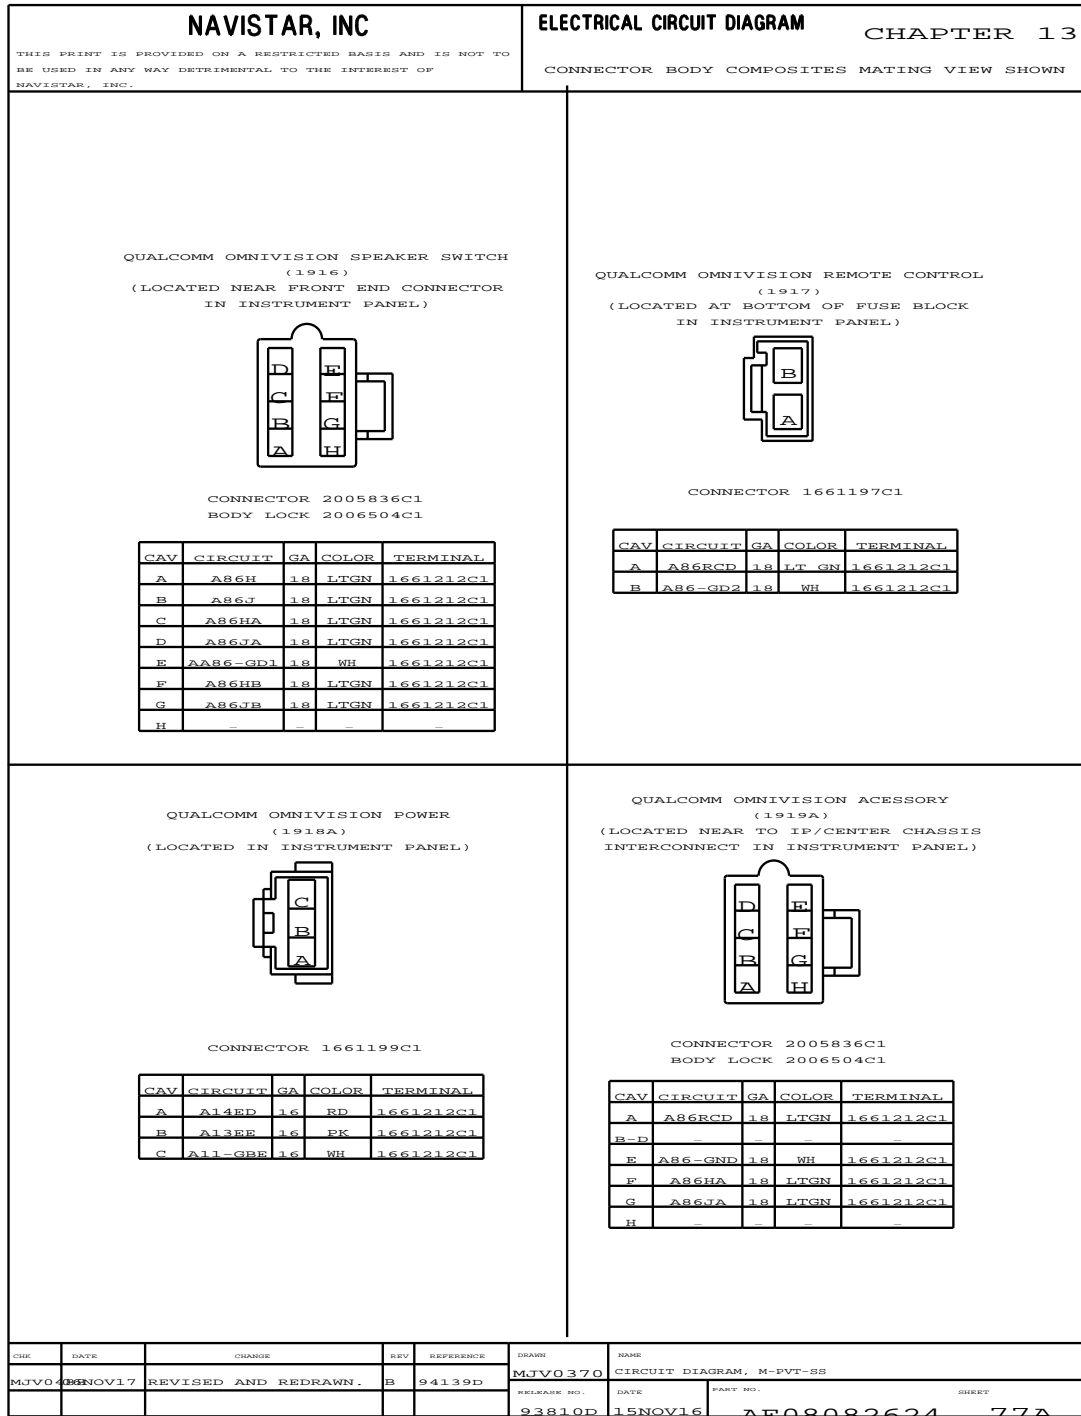 NAVISTAR, INC
THIS PRINT IS PROVIDED ON A RESTRICTED BASIS AND IS NOT TO
BE USED IN ANY WAY DETRIMENTAL TO THE INTEREST OF
NAVISTAR, INC.
ELECTRICAL CIRCUIT DIAGRAM
CHAPTER 13
CONNECTOR BODY COMPOSITES MATING VIEW SHOWN
QUALCOMM OMNIVISION SPEAKER SWITCH
(1916)
(LOCATED NEAR FRONT END CONNECTOR
IN INSTRUMENT PANEL)
D E
C F
B G
A H
CONNECTOR 2005836C1
BODY LOCK 2006504C1
CAV CIRCUIT GA COLOR TERMINAL
A A86H 18 LTGN 1661212C1
B A86J 18 LTGN 1661212C1
C A86HA 18 LTGN 1661212C1
D A86JA 18 LTGN 1661212C1
E AA86-GD1 18 WH 1661212C1
F A86HB 18 LTGN 1661212C1
G A86JB 18 LTGN 1661212C1
H - - - -
QUALCOMM OMNIVISION REMOTE CONTROL
(1917)
(LOCATED AT BOTTOM OF FUSE BLOCK
IN INSTRUMENT PANEL)
B
A
CONNECTOR 1661197C1
CAV CIRCUIT GA COLOR TERMINAL
A A86RCD 18 LT GN 1661212C1
B A86-GD2 18 WH 1661212C1
QUALCOMM OMNIVISION POWER
(1918A)
(LOCATED IN INSTRUMENT PANEL)
C
B
A
CONNECTOR 1661199C1
CAV CIRCUIT GA COLOR TERMINAL
A A14ED 16 RD 1661212C1
B A13EE 16 PK 1661212C1
C A11-GBE 16 WH 1661212C1
QUALCOMM OMNIVISION ACESSORY
(1919A)
(LOCATED NEAR TO IP/CENTER CHASSIS
INTERCONNECT IN INSTRUMENT PANEL)
D E
C F
B G
A H
CONNECTOR 2005836C1
BODY LOCK 2006504C1
CAV CIRCUIT GA COLOR TERMINAL
A A86RCD 18 LTGN 1661212C1
B-D - - - -
E A86-GND 18 WH 1661212C1
F A86HA 18 LTGN 1661212C1
G A86JA 18 LTGN 1661212C1
H - - - -
CHK DATE CHANGE REV REFERENCE
REVISED AND REDRAWN. B 94139D
DRAWN
MJV0370
NAME
CIRCUIT DIAGRAM, M-PVT-SS
RELEASE NO. DATE PART NO. SHEET
93810D 15NOV16 AF08082624 77A